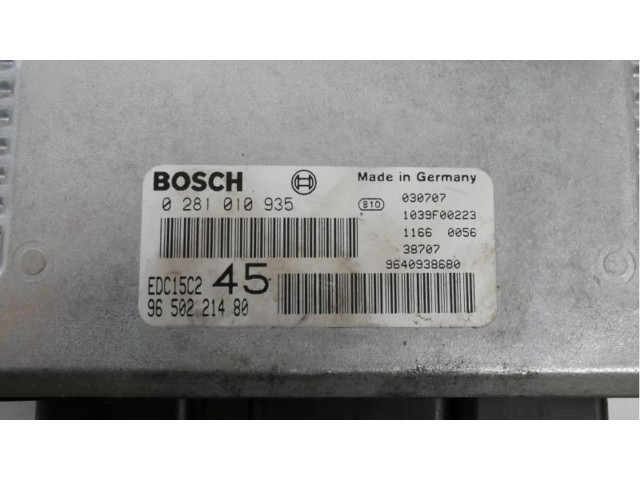 BOSCH
Made in Germany
0 281 010 935
810 030707
1039F00223
1166 0056
38707
9640938680
EDC15C2 45
96 502 214 80